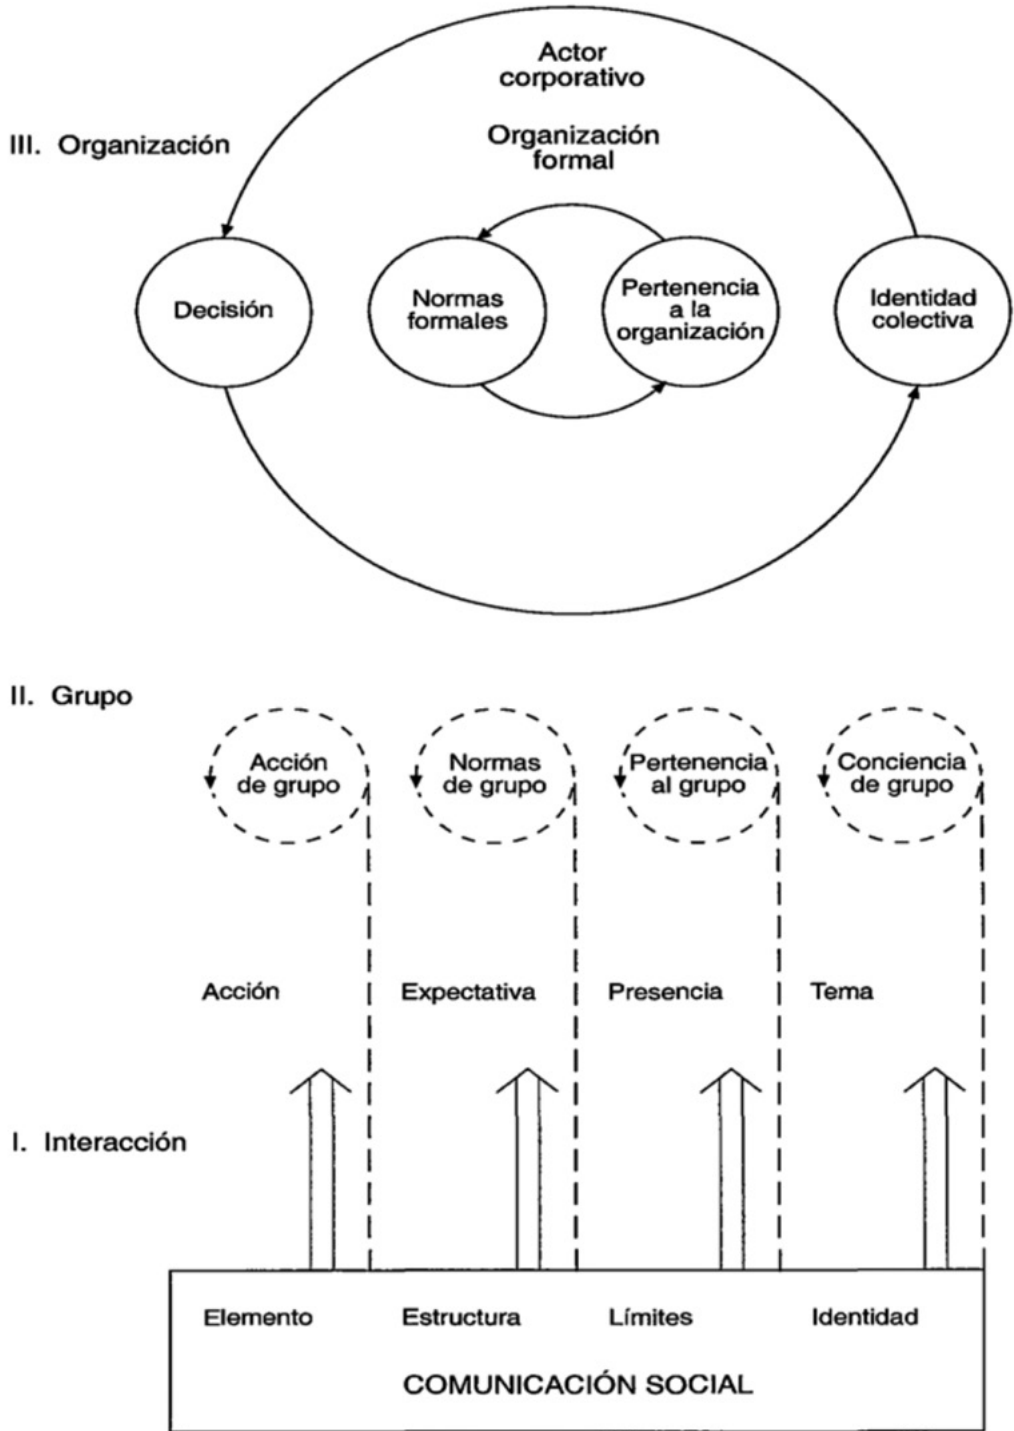 Actor
corporativo
III. Organización
Organización
formal
Decisión
Normas
formales
Pertenencia
a la
organización
Identidad
colectiva
II. Grupo
Acción
de grupo
Normas
de grupo
Pertenencia
al grupo
Conciencia
de grupo
Acción
Expectativa
Presencia
Tema
I. Interacción
Elemento
Estructura
Límites
Identidad
COMUNICACIÓN SOCIAL